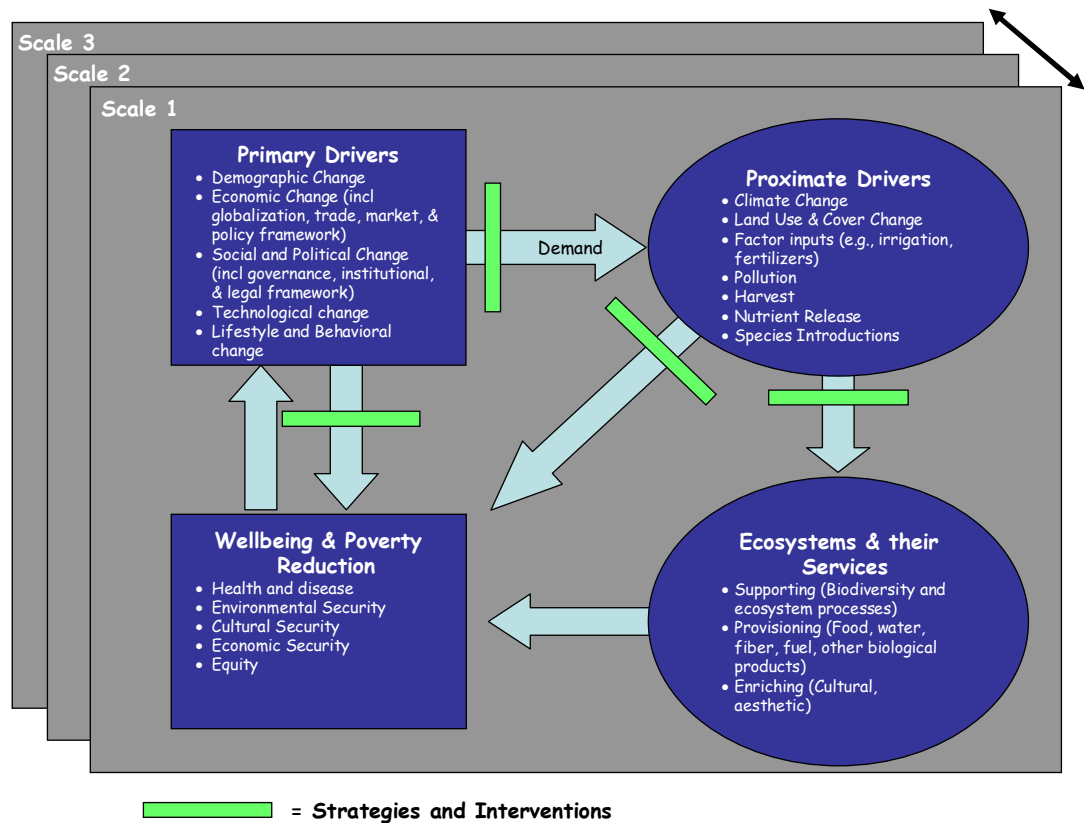 Scale 3
Scale 2
Scale 1
Primary Drivers
• Demographic Change
• Economic Change (incl
globalization, trade, market, &
policy framework)
• Social and Political Change
(incl governance, institutional,
& legal framework)
• Technological change
• Lifestyle and Behavioral
change
Demand
Proximate Drivers
• Climate Change
• Land Use & Cover Change
• Factor inputs (e.g., irrigation,
fertilizers)
• Pollution
• Harvest
• Nutrient Release
• Species Introductions
Wellbeing & Poverty
Reduction
• Health and disease
• Environmental Security
• Cultural Security
• Economic Security
• Equity
Ecosystems & their
Services
• Supporting (Biodiversity and
ecosystem processes)
• Provisioning (Food, water,
fiber, fuel, other biological
products)
• Enriching (Cultural,
aesthetic)
= Strategies and Interventions